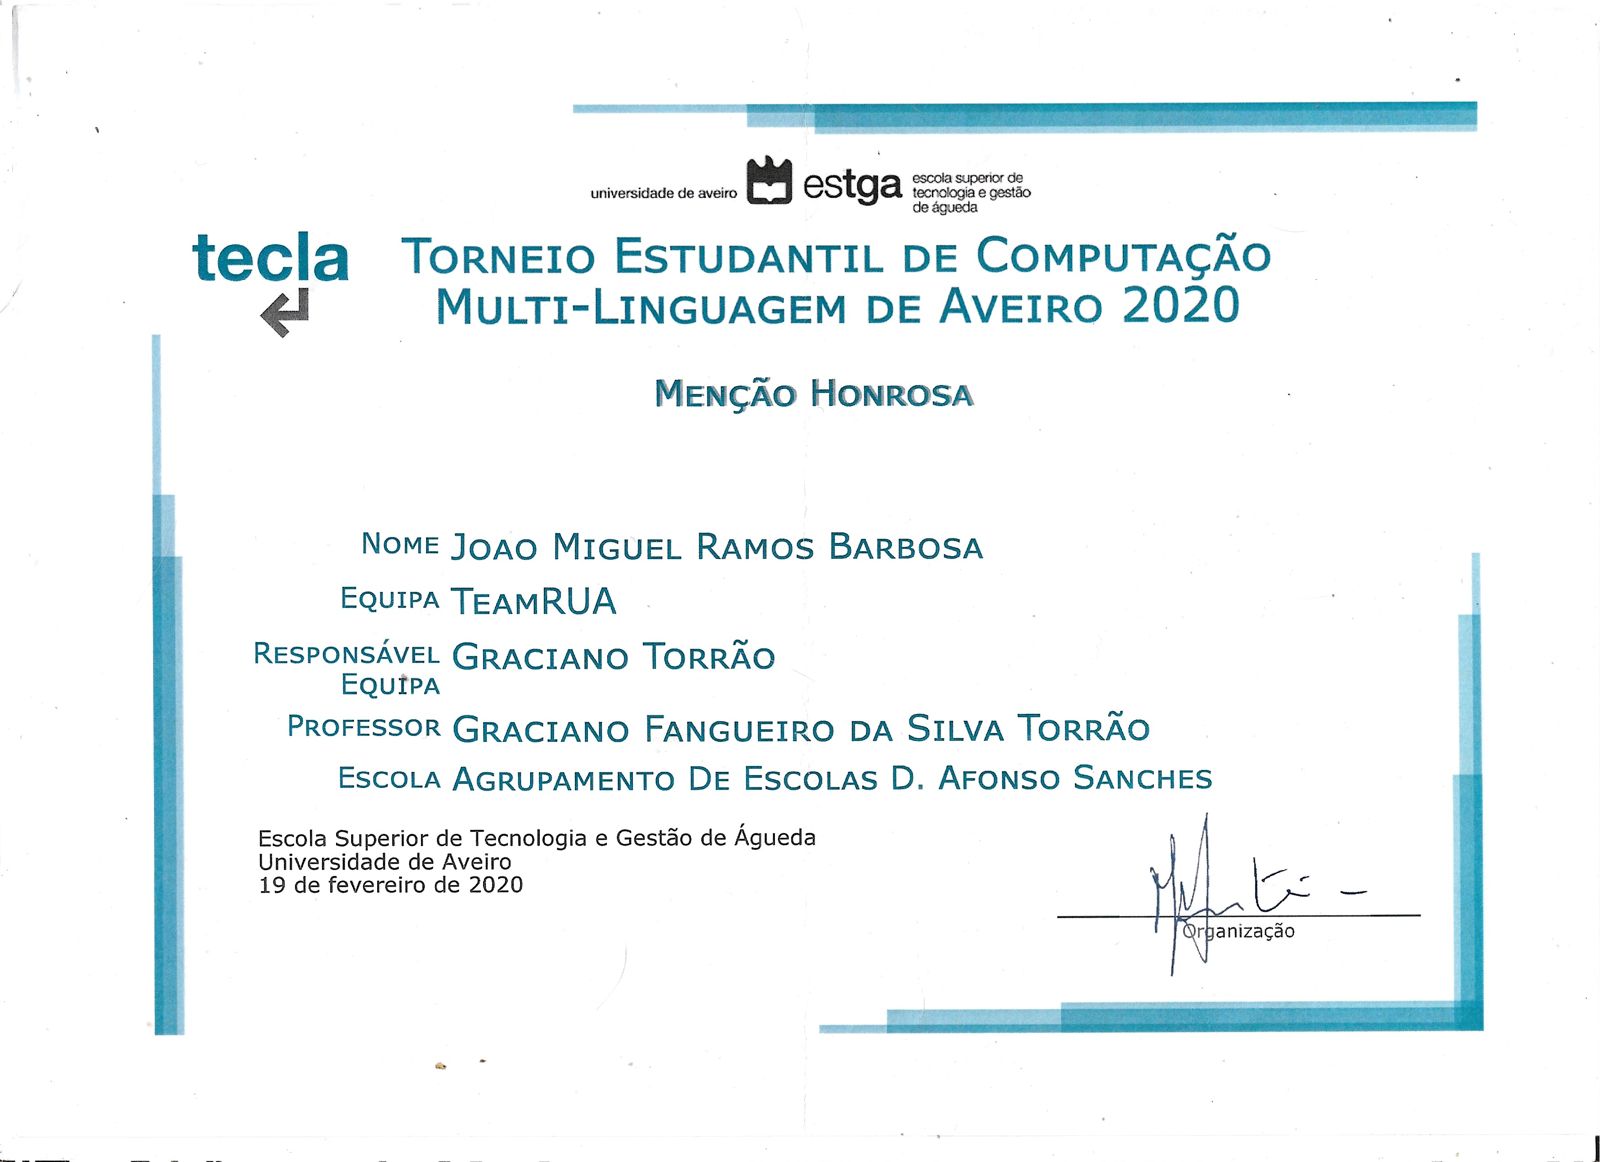 universidade de aveiro estga escola superior de
tecnologia e gestão
de águeda
tecla
TORNEIO ESTUDANTIL DE COMPUTAÇÃO
MULTI-LINGUAGEM DE AVEIRO 2020
MENÇÃO HONROSA
NOME JOAO MIGUEL RAMOS BARBOSA
EQUIPA TEAMRUA
RESPONSÁVEL GRACIANO TORRÃO
EQUIPA
PROFESSOR GRACIANO FANGUEIRO DA SILVA TORRÃO
ESCOLA AGRUPAMENTO DE ESCOLAS D. AFONSO SANCHES
Escola Superior de Tecnologia e Gestão de Águeda
Universidade de Aveiro
19 de fevereiro de 2020
Organização